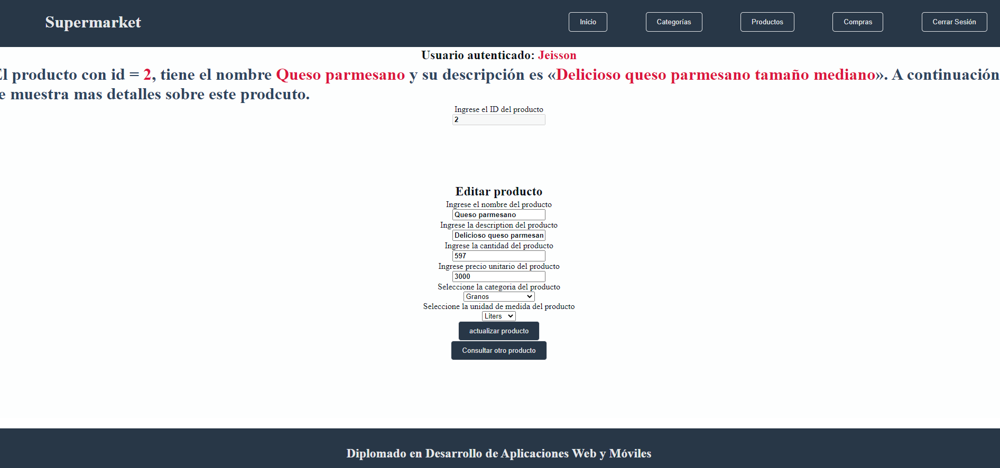 Supermarket
Inicio
Categorías
Productos
Compras
Cerrar Sesión
Usuario autenticado: Jeisson
El producto con id = 2, tiene el nombre Queso parmesano y su descripción es «Delicioso queso parmesano tamaño mediano». A continuación
e muestra mas detalles sobre este prodcuto.
Ingrese el ID del producto
2
Editar producto
Ingrese el nombre del producto
Queso parmesano
Ingrese la description del producto
Delicioso queso parmesan
Ingrese la cantidad del producto
597
Ingrese precio unitario del producto
3000
Seleccione la categoria del producto
Granos
Seleccione la unidad de medida del producto
Liters
actualizar producto
Consultar otro producto
Diplomado en Desarrollo de Aplicaciones Web y Móviles